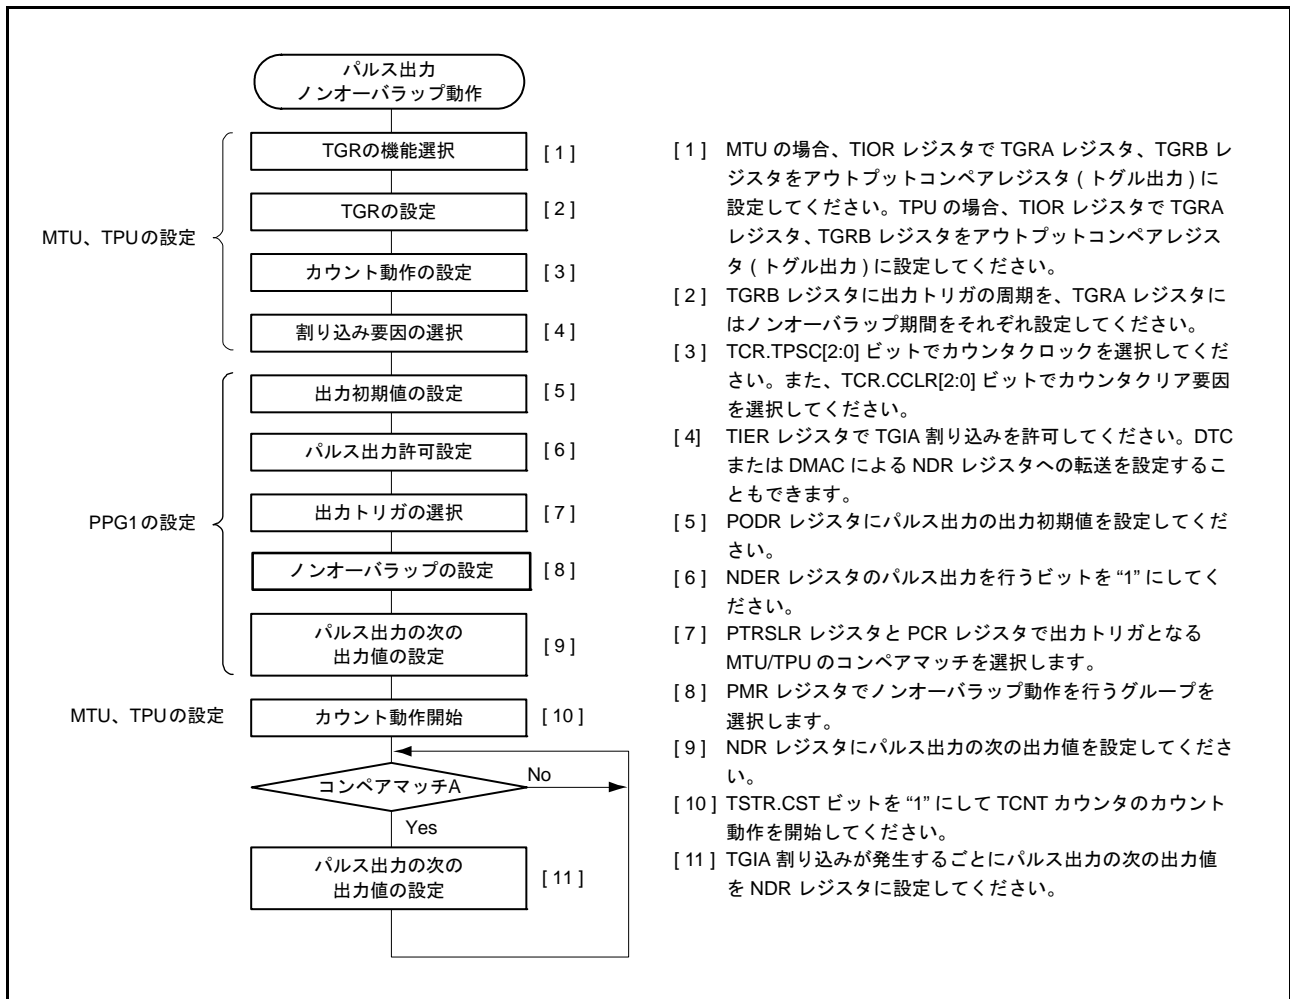 パルス出力
ノンオーバラップ動作
MTU、TPUの設定
TGRの機能選択 [ 1 ]
TGRの設定 [ 2 ]
カウント動作の設定 [ 3 ]
割り込み要因の選択 [ 4 ]
PPG1の設定
出力初期値の設定 [ 5 ]
パルス出力許可設定 [ 6 ]
出力トリガの選択 [ 7 ]
ノンオーバラップの設定 [ 8 ]
パルス出力の次の
出力値の設定 [ 9 ]
MTU、TPUの設定
カウント動作開始 [ 10 ]
コンペアマッチA
No
Yes
パルス出力の次の
出力値の設定 [ 11 ]
[ 1 ] MTU の場合、TIOR レジスタで TGRA レジスタ、TGRB レ
ジスタをアウトプットコンペアレジスタ ( トグル出力 ) に
設定してください。TPU の場合、TIOR レジスタで TGRA
レジスタ、TGRB レジスタをアウトプットコンペアレジス
タ ( トグル出力 ) に設定してください。
[ 2 ] TGRB レジスタに出力トリガの周期を、TGRA レジスタに
はノンオーバラップ期間をそれぞれ設定してください。
[ 3 ] TCR.TPSC[2:0] ビットでカウンタクロックを選択してくだ
さい。また、TCR.CCLR[2:0] ビットでカウンタクリア要因
を選択してください。
[ 4] TIER レジスタで TGIA 割り込みを許可してください。DTC
または DMAC による NDR レジスタへの転送を設定するこ
ともできます。
[ 5 ] PODR レジスタにパルス出力の出力初期値を設定してくだ
さい。
[ 6 ] NDER レジスタのパルス出力を行うビットを “1” にしてく
ださい。
[ 7 ] PTRSLR レジスタと PCR レジスタで出力トリガとなる
MTU/TPU のコンペアマッチを選択します。
[ 8 ] PMR レジスタでノンオーバラップ動作を行うグループを
選択します。
[ 9 ] NDR レジスタにパルス出力の次の出力値を設定してくださ
い。
[ 10 ] TSTR.CST ビットを “1” にして TCNT カウンタのカウント
動作を開始してください。
[ 11 ] TGIA 割り込みが発生するごとにパルス出力の次の出力値
を NDR レジスタに設定してください。